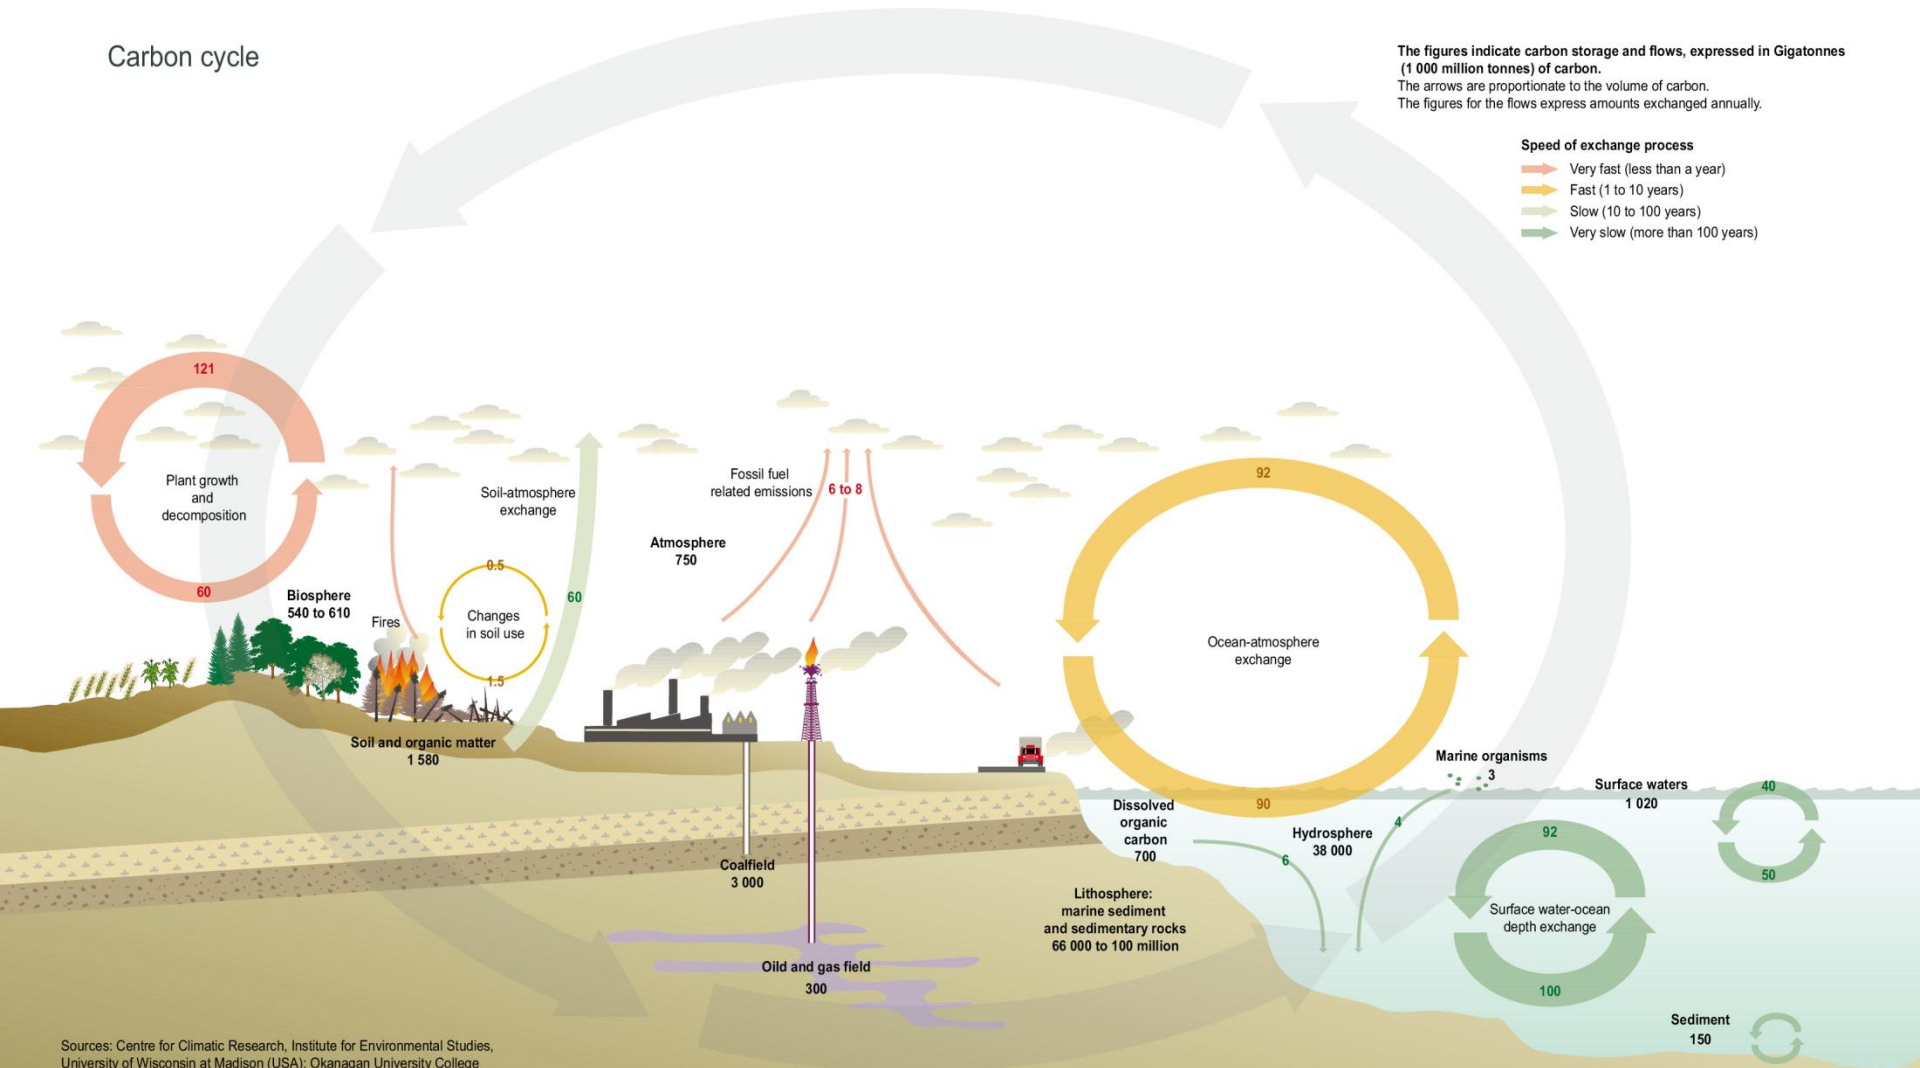 Carbon cycle
The figures indicate carbon storage and flows, expressed in Gigatonnes
(1 000 million tonnes) of carbon.
The arrows are proportionate to the volume of carbon.
The figures for the flows express amounts exchanged annually.
Speed of exchange process
Very fast (less than a year)
Fast (1 to 10 years)
Slow (10 to 100 years)
Very slow (more than 100 years)
121
Plant growth
and
decomposition
60
Biosphere
540 to 610
Fires
Soil-atmosphere
exchange
0.5
Changes
in soil use
1.5
60
Soil and organic matter
1 580
Fossil fuel
related emissions
6 to 8
Atmosphere
750
Coalfield
3 000
Oild and gas field
300
92
Ocean-atmosphere
exchange
90
Dissolved
organic
carbon
700
6
Hydrosphere
38 000
4
Marine organisms
3
Surface waters
1 020
40
50
92
Surface water-ocean
depth exchange
100
Lithosphere:
marine sediment
and sedimentary rocks
66 000 to 100 million
Sediment
150
Sources: Centre for Climatic Research, Institute for Environmental Studies,
University of Wisconsin at Madison (USA); Okanagan University College